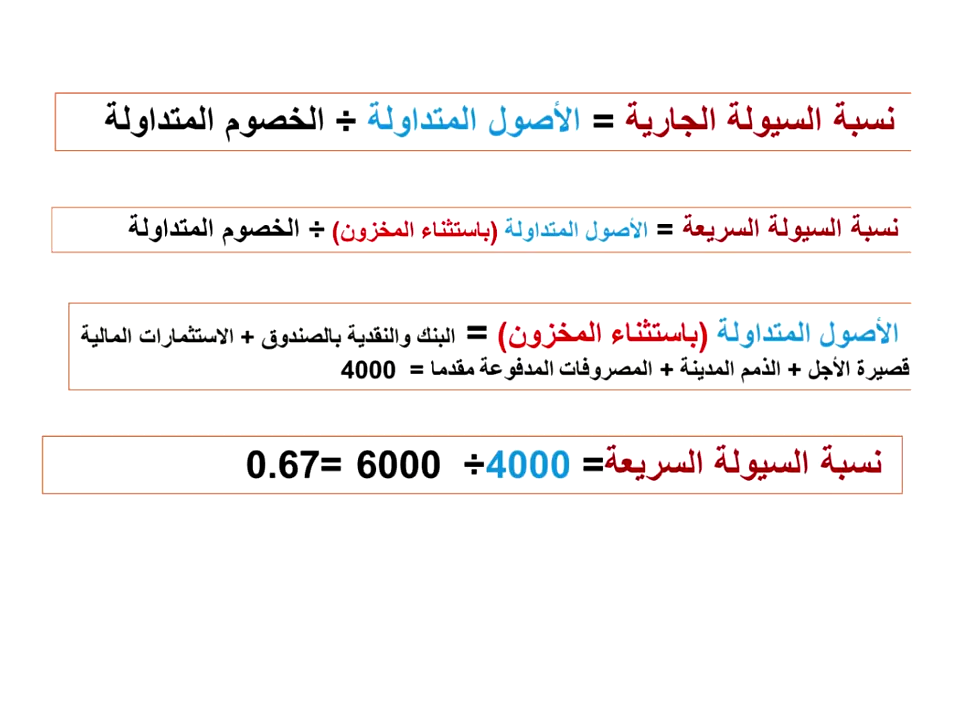 نسبة السيولة الجارية = الأصول المتداولة ÷ الخصوم المتداولة
نسبة السيولة السريعة = الأصول المتداولة (باستثناء المخزون) ÷ الخصوم المتداولة
الأصول المتداولة (باستثناء المخزون) = البنك والنقدية بالصندوق + الاستثمارات المالية
قصيرة الأجل + الذمم المدينة + المصروفات المدفوعة مقدما = 4000
نسبة السيولة السريعة= 4000÷ 6000 =0.67